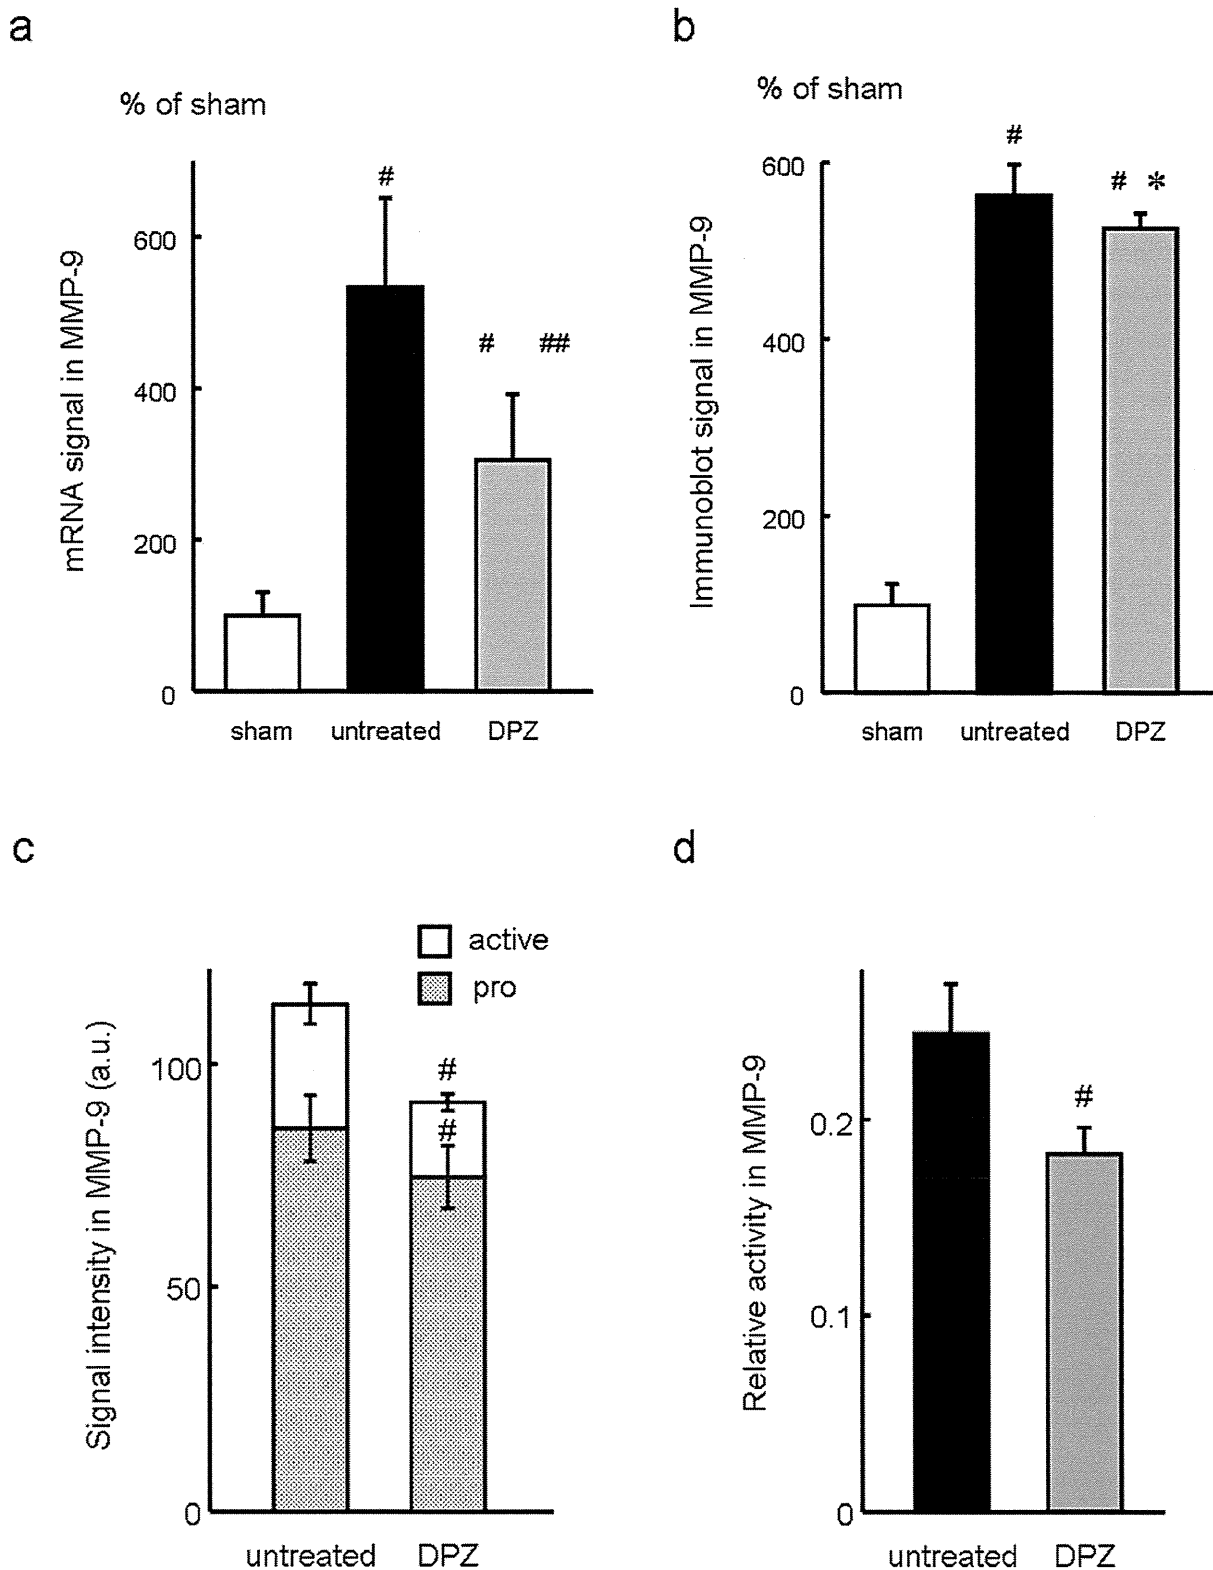 a
% of sham
mRNA signal in MMP-9
600
400
200
0
#
# ##
sham untreated DPZ
b
% of sham
Immunoblot signal in MMP-9
600
400
200
0
#
# *
sham untreated DPZ
c
active
pro
Signal intensity in MMP-9 (a.u.)
100
50
0
#
#
untreated DPZ
d
Relative activity in MMP-9
0.2
0.1
0
#
untreated DPZ